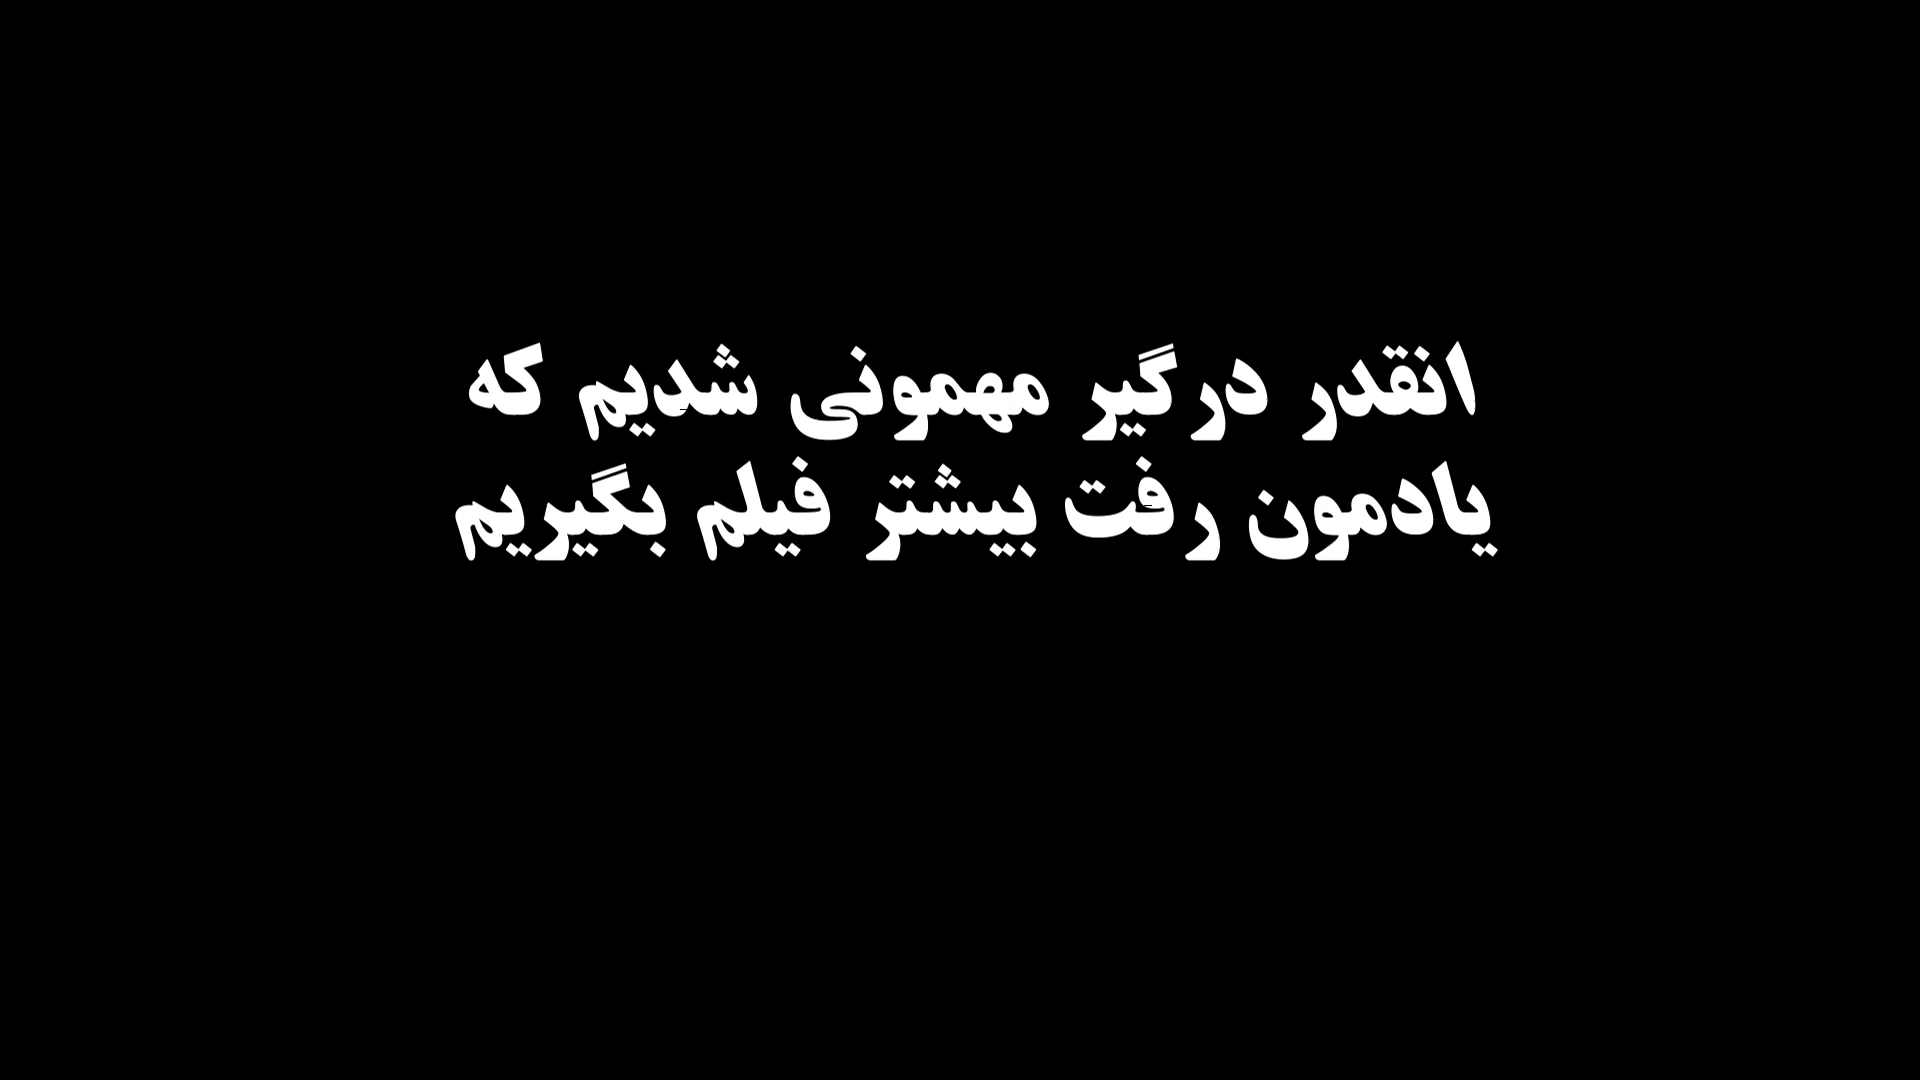 انقدر درگیر مهمونی شدیم که
یادمون رفت بیشتر فیلم بگیریم